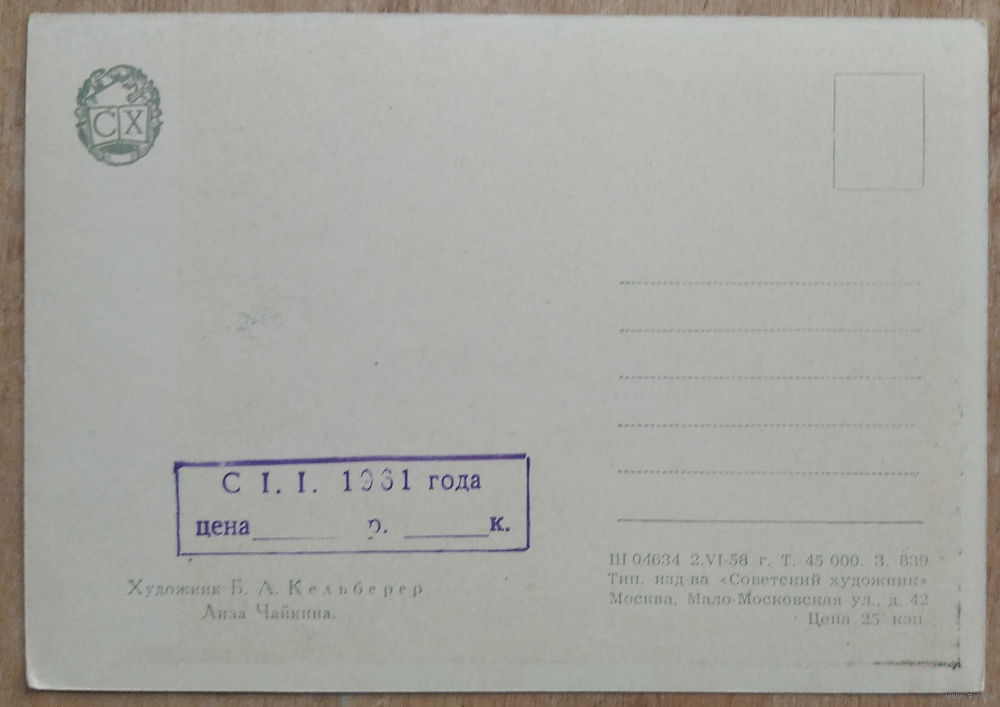 СХ
С I. I. 1961 года
цена р. к.
Художник Б. А. Кельберер
Лиза Чайкина.
Ш 04634 2.VI-58 г. Т. 45 000. З. 839
Тип. изд-ва «Советский художник»
Москва, Мало-Московская ул., д. 42
Цена 25 коп.